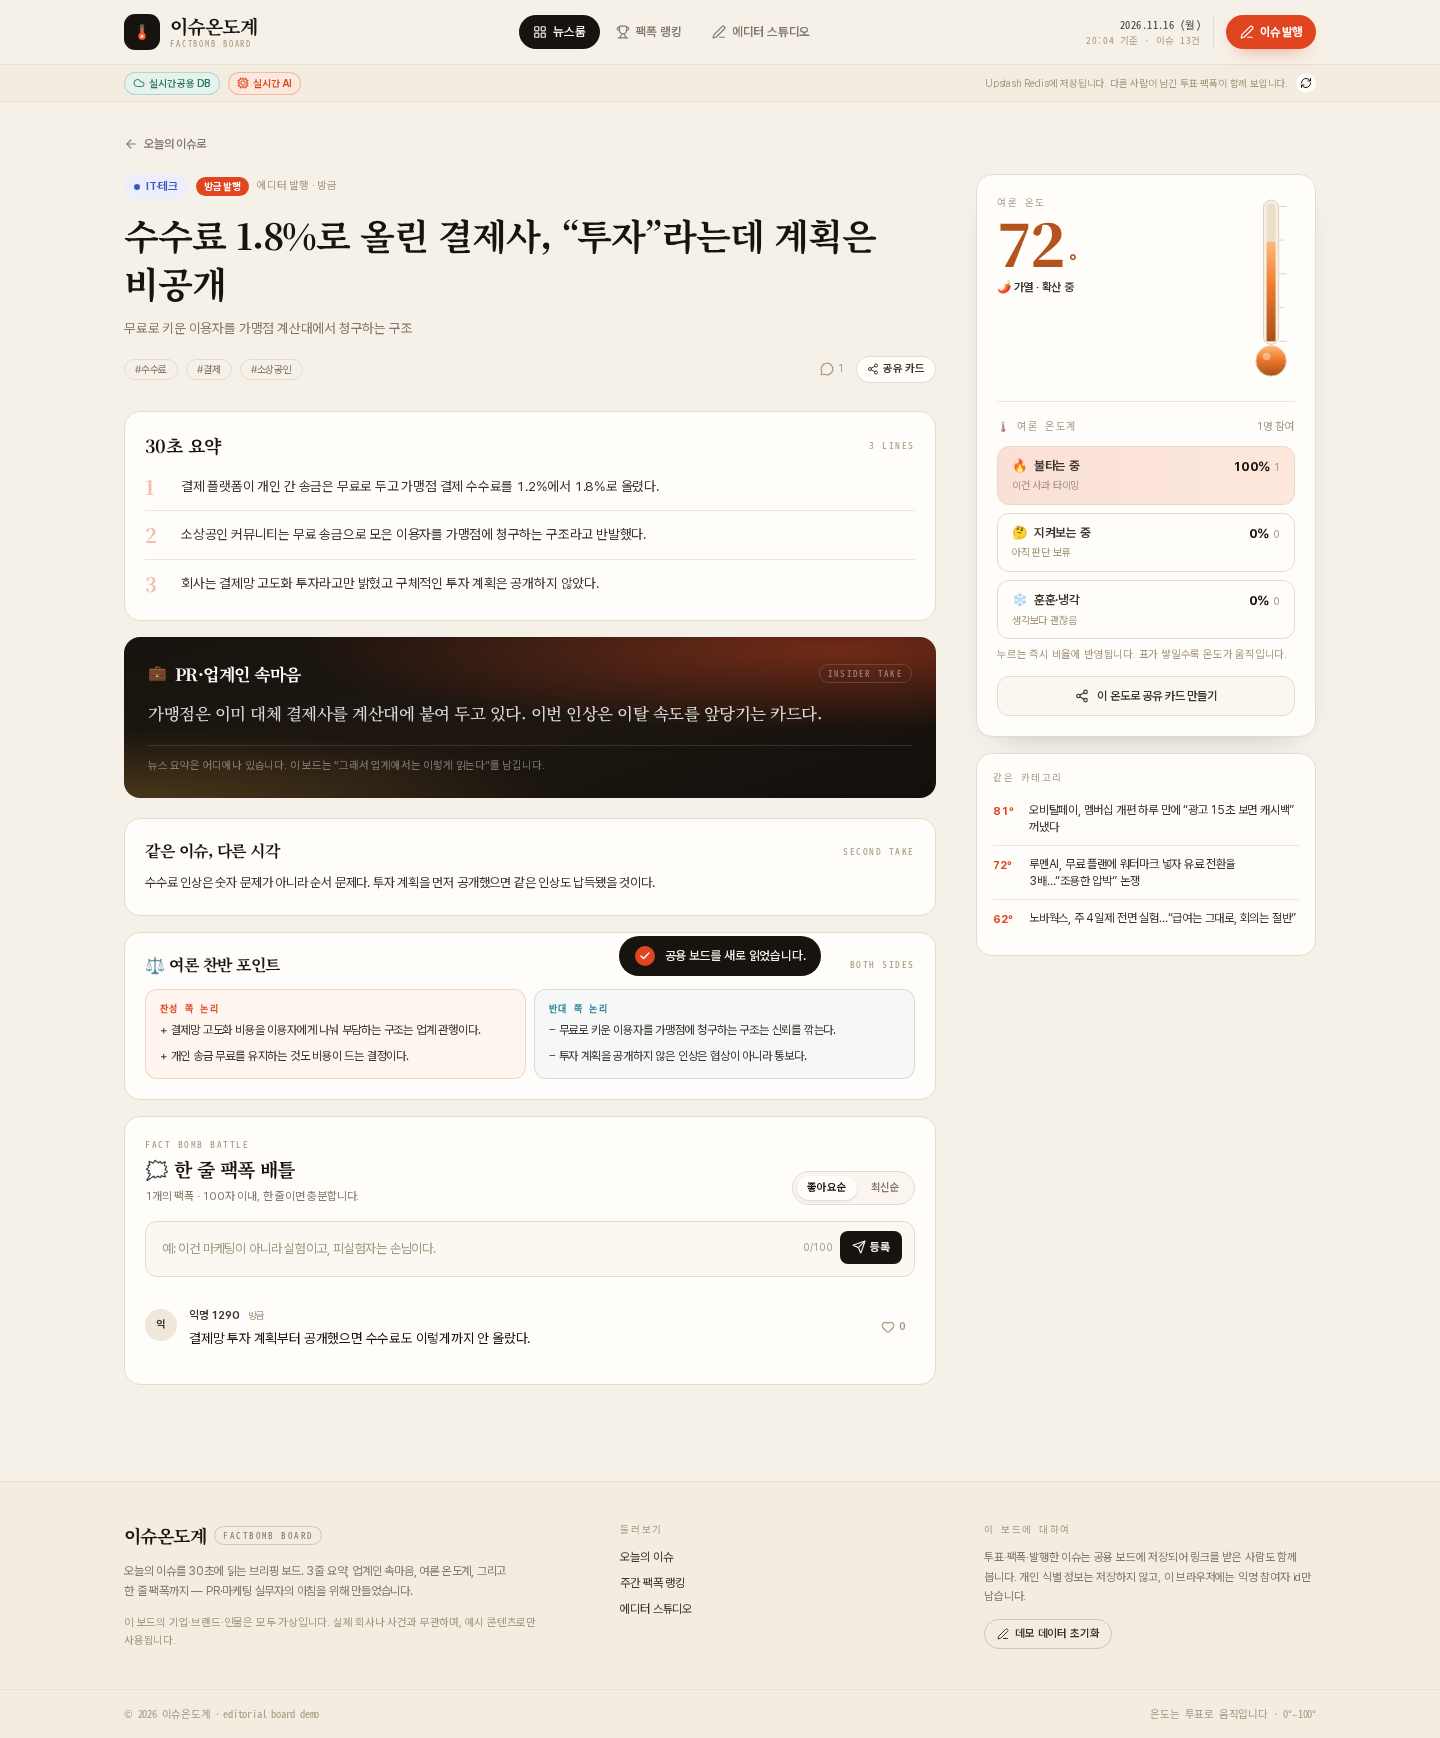 이슈온도계
FACTBOMB BOARD
뉴스룸
팩폭 랭킹
에디터 스튜디오
2026.11.16 (월)
20:04 기준 · 이슈 13건
이슈 발행
실시간 공용 DB
실시간 AI
Upstash Redis에 저장됩니다. 다른 사람이 남긴 투표·팩폭이 함께 보입니다.
오늘의 이슈로
IT·테크
방금 발행
에디터 발행 · 방금
수수료 1.8%로 올린 결제사, “투자”라는데 계획은
비공개
무료로 키운 이용자를 가맹점 계산대에서 청구하는 구조
#수수료
#결제
#소상공인
1
공유 카드
30초 요약
3 LINES
1 결제 플랫폼이 개인 간 송금은 무료로 두고 가맹점 결제 수수료를 1.2%에서 1.8%로 올렸다.
2 소상공인 커뮤니티는 무료 송금으로 모은 이용자를 가맹점에 청구하는 구조라고 반발했다.
3 회사는 결제망 고도화 투자라고만 밝혔고 구체적인 투자 계획은 공개하지 않았다.
PR·업계인 속마음
INSIDER TAKE
가맹점은 이미 대체 결제사를 계산대에 붙여 두고 있다. 이번 인상은 이탈 속도를 앞당기는 카드다.
뉴스 요약은 어디에나 있습니다. 이 보드는 “그래서 업계에서는 이렇게 읽는다”를 남깁니다.
같은 이슈, 다른 시각
SECOND TAKE
수수료 인상은 숫자 문제가 아니라 순서 문제다. 투자 계획을 먼저 공개했으면 같은 인상도 납득됐을 것이다.
⚖️ 여론 찬반 포인트
BOTH SIDES
공용 보드를 새로 읽었습니다.
찬성 쪽 논리
+ 결제망 고도화 비용을 이용자에게 나눠 부담하는 구조는 업계 관행이다.
+ 개인 송금 무료를 유지하는 것도 비용이 드는 결정이다.
반대 쪽 논리
− 무료로 키운 이용자를 가맹점에 청구하는 구조는 신뢰를 깎는다.
− 투자 계획을 공개하지 않은 인상은 협상이 아니라 통보다.
FACT BOMB BATTLE
한 줄 팩폭 배틀
1개의 팩폭 · 100자 이내, 한 줄이면 충분합니다.
좋아요순
최신순
예: 이건 마케팅이 아니라 실험이고, 피실험자는 손님이다.
0/100
등록
익
익명 1290 방금
결제망 투자 계획부터 공개했으면 수수료도 이렇게까지 안 올랐다.
0
여론 온도
72°
🌶️ 가열 · 확산 중
🌡️ 여론 온도계
1명 참여
🔥 불타는 중
100% 1
이건 사과 타이밍
🤔 지켜보는 중
0% 0
아직 판단 보류
❄️ 훈훈·냉각
0% 0
생각보다 괜찮음
누르는 즉시 비율에 반영됩니다. 표가 쌓일수록 온도가 움직입니다.
이 온도로 공유 카드 만들기
같은 카테고리
81° 오비탈페이, 멤버십 개편 하루 만에 “광고 15초 보면 캐시백”
꺼냈다
72° 루멘AI, 무료 플랜에 워터마크 넣자 유료 전환율
3배…“조용한 압박” 논쟁
62° 노바웍스, 주 4일제 전면 실험…“급여는 그대로, 회의는 절반”
이슈온도계
FACTBOMB BOARD
오늘의 이슈를 30초에 읽는 브리핑 보드. 3줄 요약, 업계인 속마음, 여론 온도계, 그리고
한 줄 팩폭까지 — PR·마케팅 실무자의 아침을 위해 만들었습니다.
이 보드의 기업·브랜드·인물은 모두 가상입니다. 실제 회사나 사건과 무관하며, 예시 콘텐츠로만
사용됩니다.
둘러보기
오늘의 이슈
주간 팩폭 랭킹
에디터 스튜디오
이 보드에 대하여
투표·팩폭·발행한 이슈는 공용 보드에 저장되어 링크를 받은 사람도 함께
봅니다. 개인 식별 정보는 저장하지 않고, 이 브라우저에는 익명 참여자 id만
남습니다.
데모 데이터 초기화
© 2026 이슈온도계 · editorial board demo
온도는 투표로 움직입니다 · 0°–100°